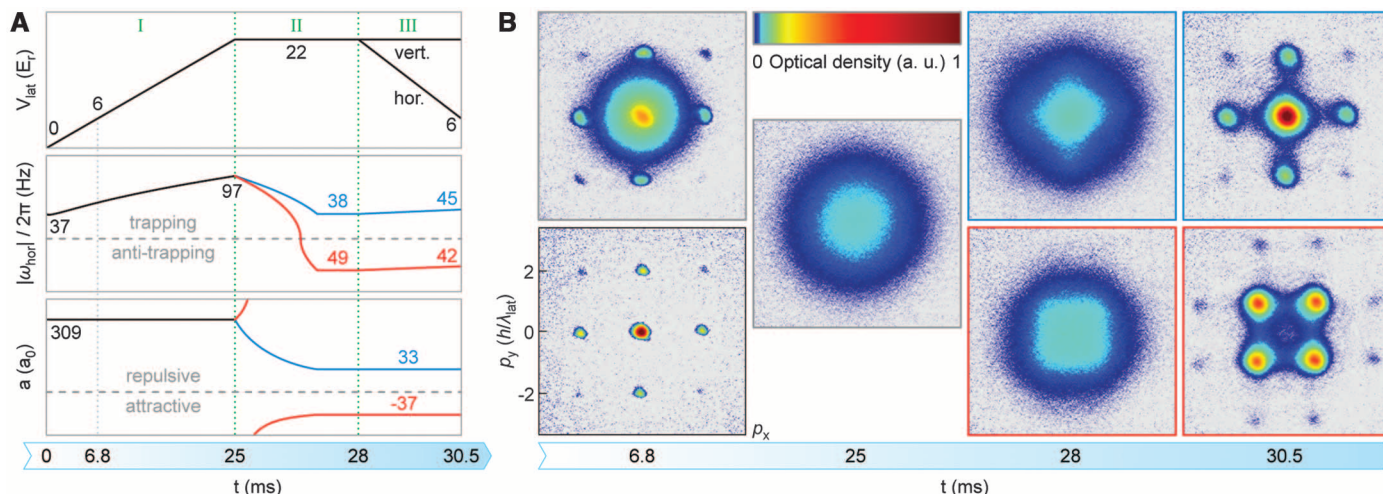 A
I
II
III
V_lat (E_r)
0
6
22
vert.
hor.
6
|ω_hor| / 2π (Hz)
37
97
38
45
trapping
anti-trapping
49
42
a (a_0)
309
33
repulsive
attractive
-37
0 6.8 25 28 30.5
t (ms)
B
0 Optical density (a. u.) 1
p_y (h/λ_lat)
2
0
-2
p_x
6.8 25 28 30.5
t (ms)